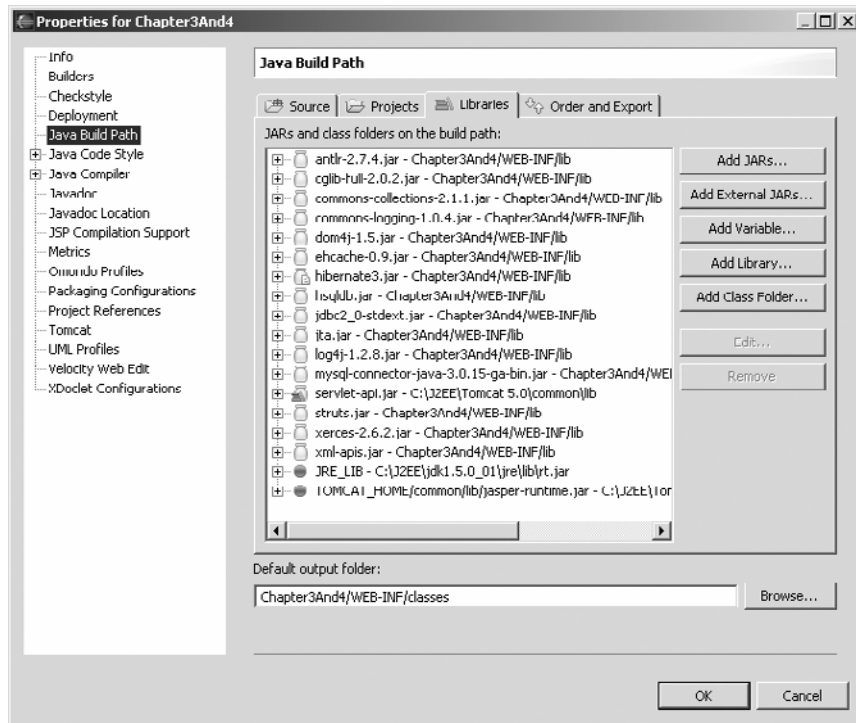 Properties for Chapter3And4
Info
Builders
Checkstyle
Deployment
Java Build Path
Java Code Style
Java Compiler
Javadoc
Javadoc Location
JSP Compilation Support
Metrics
Omondo Profiles
Packaging Configurations
Project References
Tomcat
UML Profiles
Velocity Web Edit
XDoclet Configurations
Java Build Path
Source Projects Libraries Order and Export
JARs and class folders on the build path:
antlr-2.7.4.jar - Chapter3And4/WEB-INF/lib
cglib-full-2.0.2.jar - Chapter3And4/WEB-INF/lib
commons-collections-2.1.1.jar - Chapter3And4/WEB-INF/lib
commons-logging-1.0.4.jar - Chapter3And4/WEB-INF/lib
dom4j-1.5.jar - Chapter3And4/WEB-INF/lib
ehcache-0.9.jar - Chapter3And4/WEB-INF/lib
hibernate3.jar - Chapter3And4/WEB-INF/lib
hsqldb.jar - Chapter3And4/WEB-INF/lib
jdbc2_0-stdext.jar - Chapter3And4/WEB-INF/lib
jta.jar - Chapter3And4/WEB-INF/lib
log4j-1.2.8.jar - Chapter3And4/WEB-INF/lib
mysql-connector-java-3.0.15-ga-bin.jar - Chapter3And4/WEI
servlet-api.jar - C:\J2EE\Tomcat 5.0\common\lib
struts.jar - Chapter3And4/WEB-INF/lib
xerces-2.6.2.jar - Chapter3And4/WEB-INF/lib
xml-apis.jar - Chapter3And4/WEB-INF/lib
JRE_LIB - C:\J2EE\jdk1.5.0_01\jre\lib\rt.jar
TOMCAT_HOME/common/lib/jasper-runtime.jar - C:\J2EE\Tor
Add JARs...
Add External JARs...
Add Variable...
Add Library...
Add Class Folder...
Edit...
Remove
Default output folder:
Chapter3And4/WEB-INF/classes
Browse...
OK
Cancel